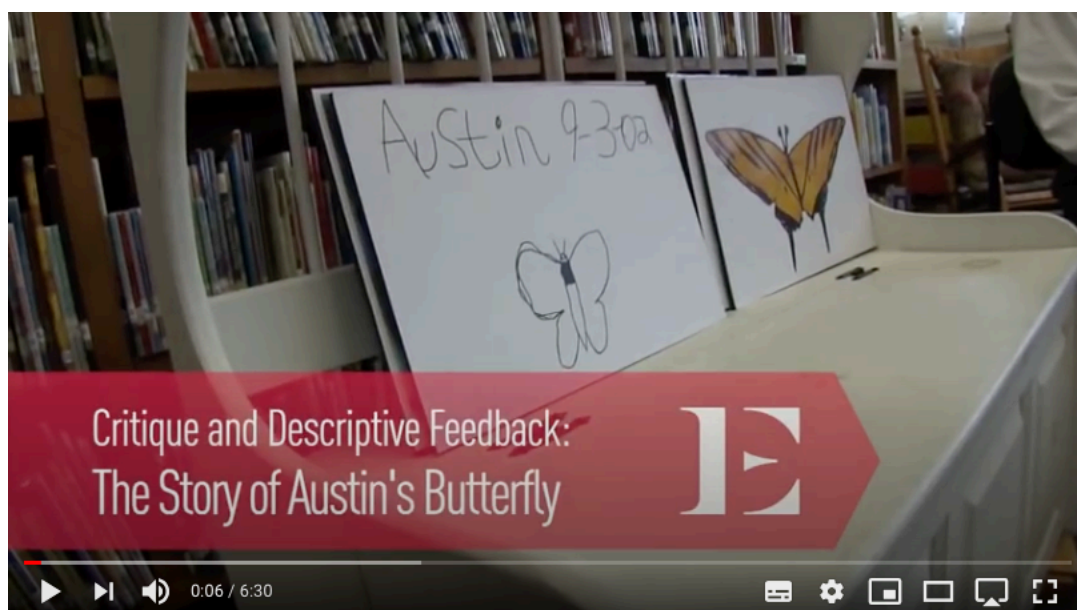 Austin 9-3-02
Critique and Descriptive Feedback:
The Story of Austin's Butterfly
E
0:06 / 6:30